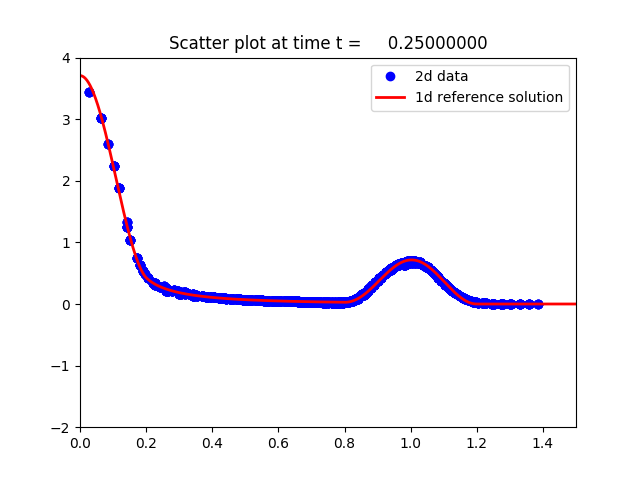 Scatter plot at time t =     0.25000000
4
3
2
1
0
−1
−2
2d data
1d reference solution
0.0 0.2 0.4 0.6 0.8 1.0 1.2 1.4